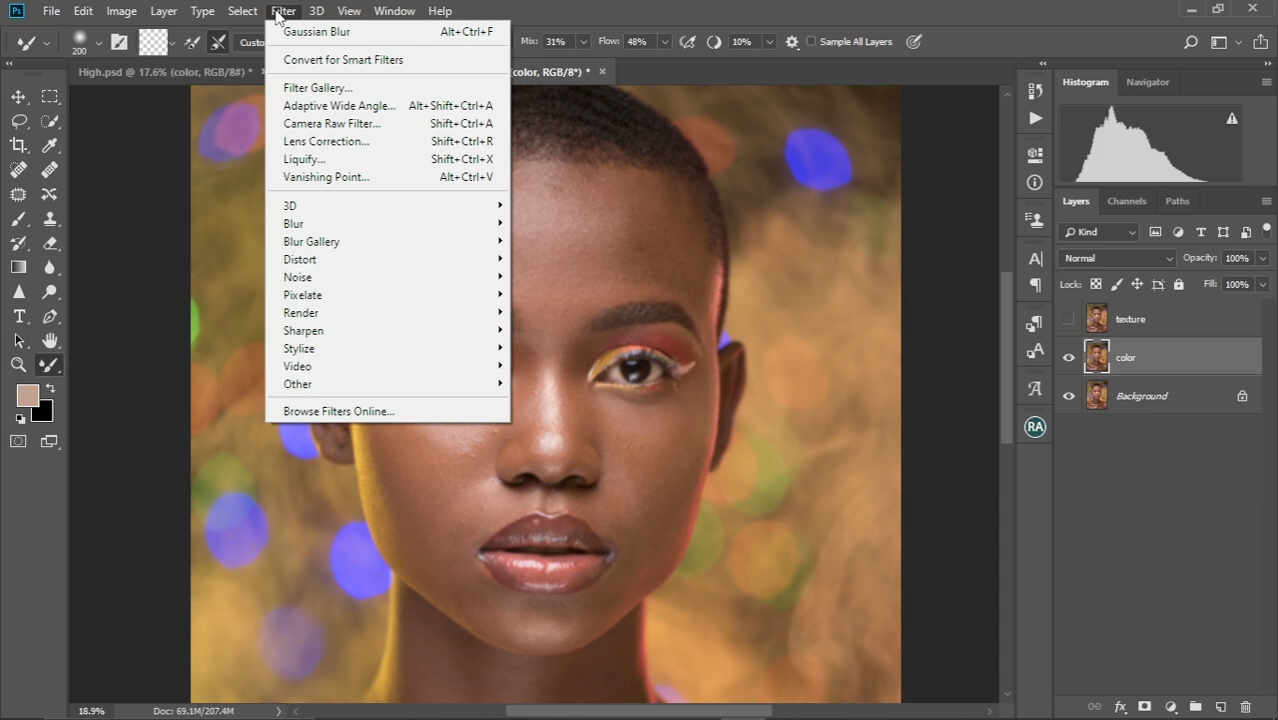 Ps File Edit Image Layer Type Select Filter 3D View Window Help
200 Custo Mix: 31% Flow: 48% 10% Sample All Layers
High.psd @ 17.6% (color, RGB/8#) * (color, RGB/8*) *
Gaussian Blur Alt+Ctrl+F
Convert for Smart Filters
Filter Gallery...
Adaptive Wide Angle... Alt+Shift+Ctrl+A
Camera Raw Filter... Shift+Ctrl+A
Lens Correction... Shift+Ctrl+R
Liquify... Shift+Ctrl+X
Vanishing Point... Alt+Ctrl+V
3D
Blur
Blur Gallery
Distort
Noise
Pixelate
Render
Sharpen
Stylize
Video
Other
Browse Filters Online...
Histogram Navigator
Layers Channels Paths
Kind
Normal Opacity: 100%
Lock: Fill: 100%
texture
color
Background
RA
18.9% Doc: 69.1M/207.4M